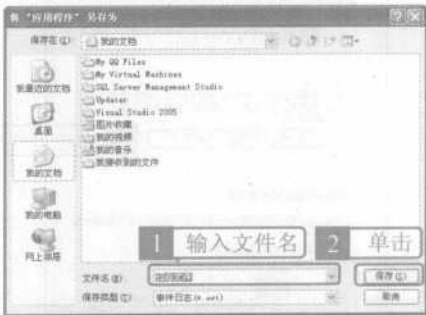 将 "应用程序" 另存为
保存在(I): 我的文档
My QQ Files
My Virtual Machines
SQL Server Management Studio
Updater
Visual Studio 2005
图片收藏
我的视频
我的音乐
我接收到的文件
我最近的文档
桌面
我的文档
我的电脑
网上邻居
1 输入文件名 2 单击
文件名(N): 保存(S)
保存类型(T): 事件日志(*.evt) 取消